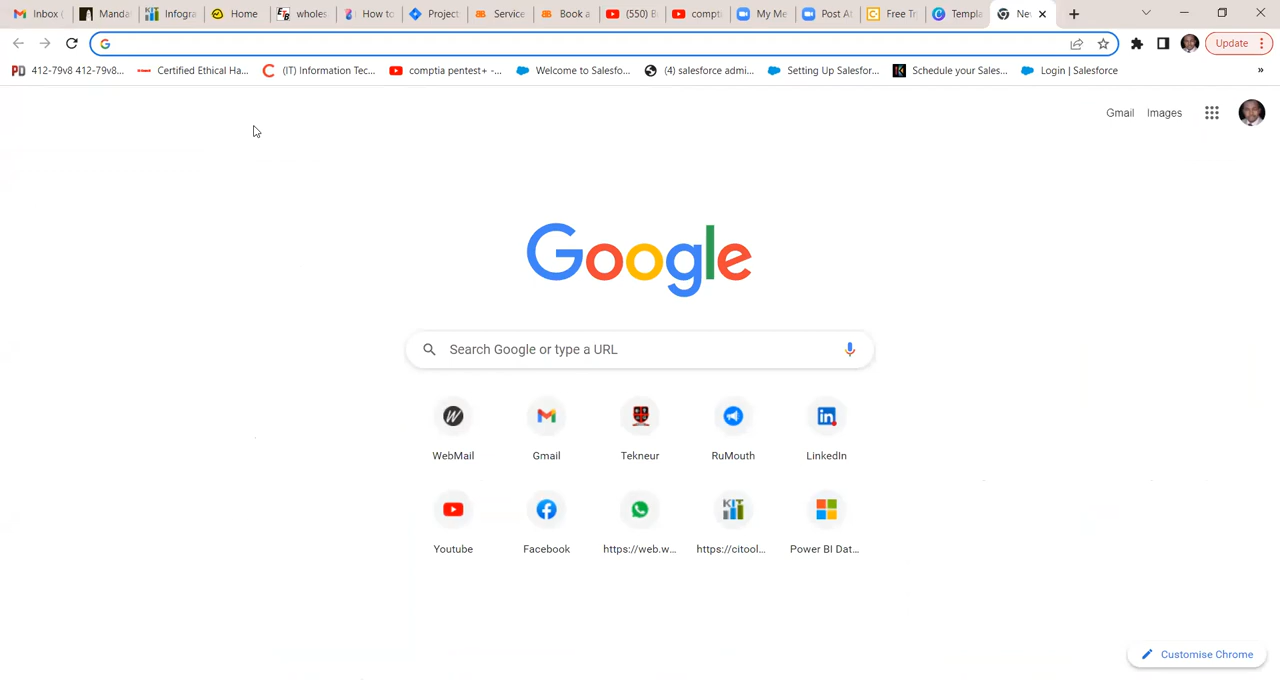 Inbox (
Manda
Infogra
Home
wholes
How to
Project
Service
Book a
(550) B
compt
My Me
Post At
Free Tr
Templa
Nev
Update
412-79v8 412-79v8...
Certified Ethical Ha...
(IT) Information Tec...
comptia pentest+ -...
Welcome to Salesfo...
(4) salesforce admi...
Setting Up Salesfor...
Schedule your Sales...
Login | Salesforce
»
Gmail Images
Google
Search Google or type a URL
WebMail
Gmail
Tekneur
RuMouth
LinkedIn
Youtube
Facebook
https://web.w...
https://citool...
Power BI Dat...
Customise Chrome